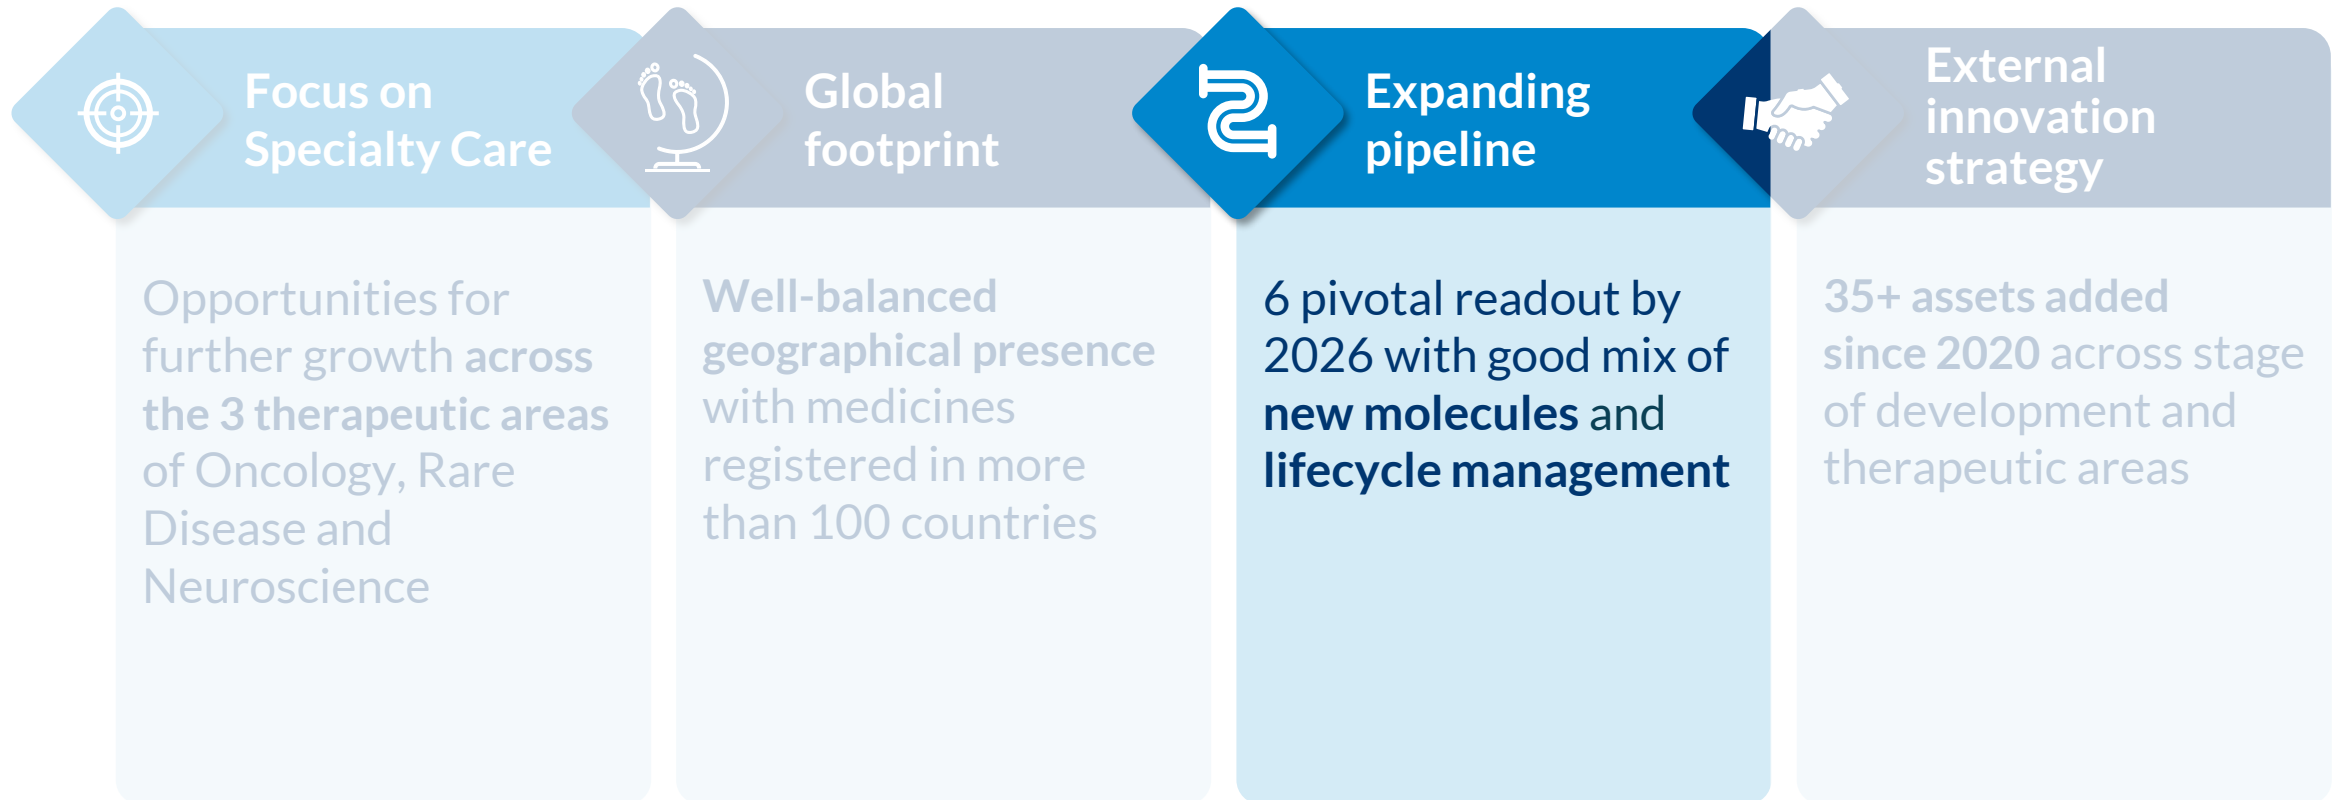 Focus on
Specialty Care
Opportunities for
further growth across
the 3 therapeutic areas
of Oncology, Rare
Disease and
Neuroscience
Global
footprint
Well-balanced
geographical presence
with medicines
registered in more
than 100 countries
Expanding
pipeline
6 pivotal readout by
2026 with good mix of
new molecules and
lifecycle management
External
innovation
strategy
35+ assets added
since 2020 across stage
of development and
therapeutic areas